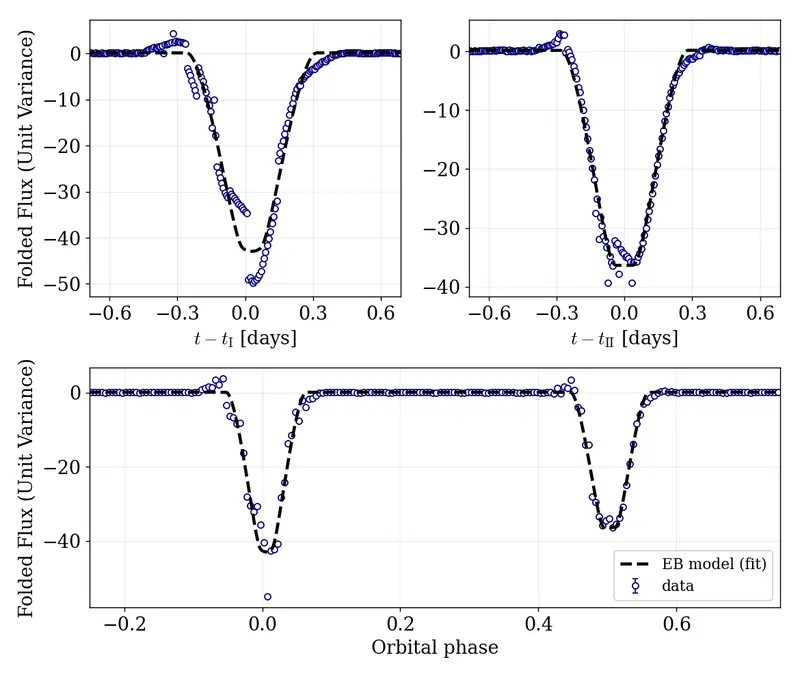 Folded Flux (Unit Variance)
0
−10
−20
−30
−40
−50
−0.6 −0.3 0.0 0.3 0.6
t − t_I [days]
0
−10
−20
−30
−40
−0.6 −0.3 0.0 0.3 0.6
t − t_II [days]
Folded Flux (Unit Variance)
0
−20
−40
−0.2 0.0 0.2 0.4 0.6
Orbital phase
EB model (fit)
data